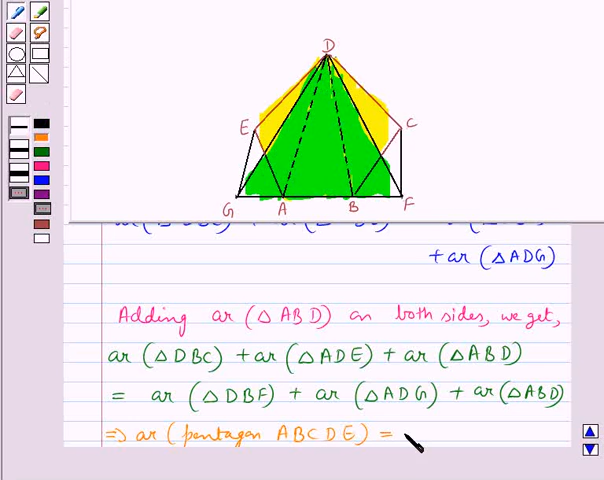 D
E C
G A B F
+ ar (△ADG)
Adding ar (△ ABD) on both sides, we get,
ar (△DBC) + ar (△ADE) + ar (△ABD)
= ar (△DBF) + ar (△ADG) + ar (△ABD)
⇒ ar (pentagon ABCDE) =